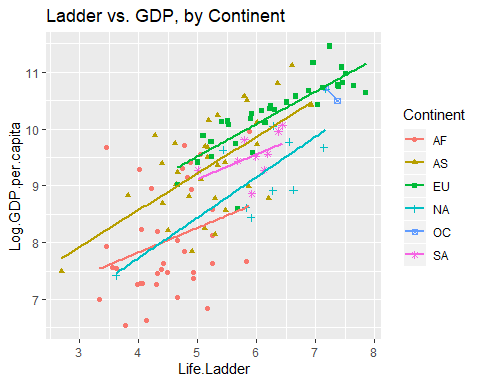 Ladder vs. GDP, by Continent
Log.GDP.per.capita
11
10
9
8
7
3
4
5
6
7
8
Life.Ladder
Continent
AF
AS
EU
NA
OC
SA